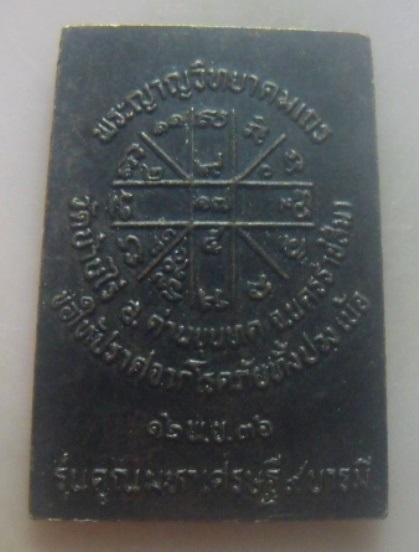 พระญาณวิทยาคมเถร
วัดบ้านไร่ อ.ด่านขุนทด จ.นครราชสีมา
ขอให้ปราศจากโรคภัยทั้งปวง เน้อ
๑๒ พ.ย. ๓๖
รุ่นคูณมหาเศรษฐี ๙ บารมี